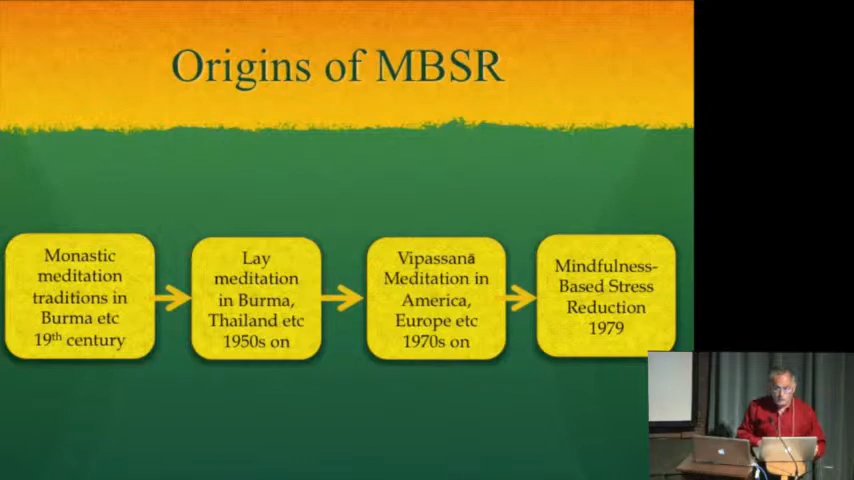 Origins of MBSR
Monastic
meditation
traditions in
Burma etc
19th century
Lay
meditation
in Burma,
Thailand etc
1950s on
Vipassanā
Meditation in
America,
Europe etc
1970s on
Mindfulness-
Based Stress
Reduction
1979